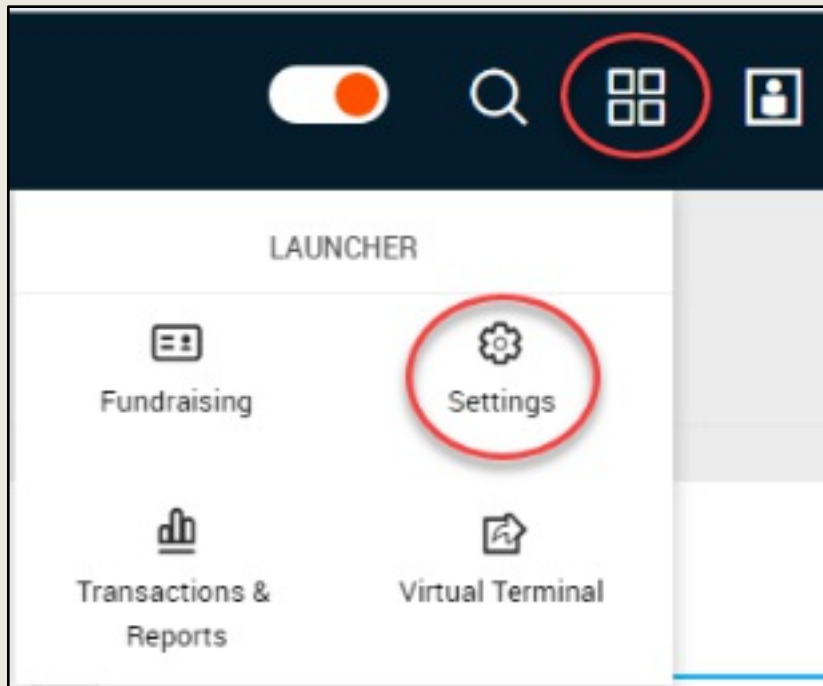 LAUNCHER
Fundraising
Settings
Transactions &
Reports
Virtual Terminal